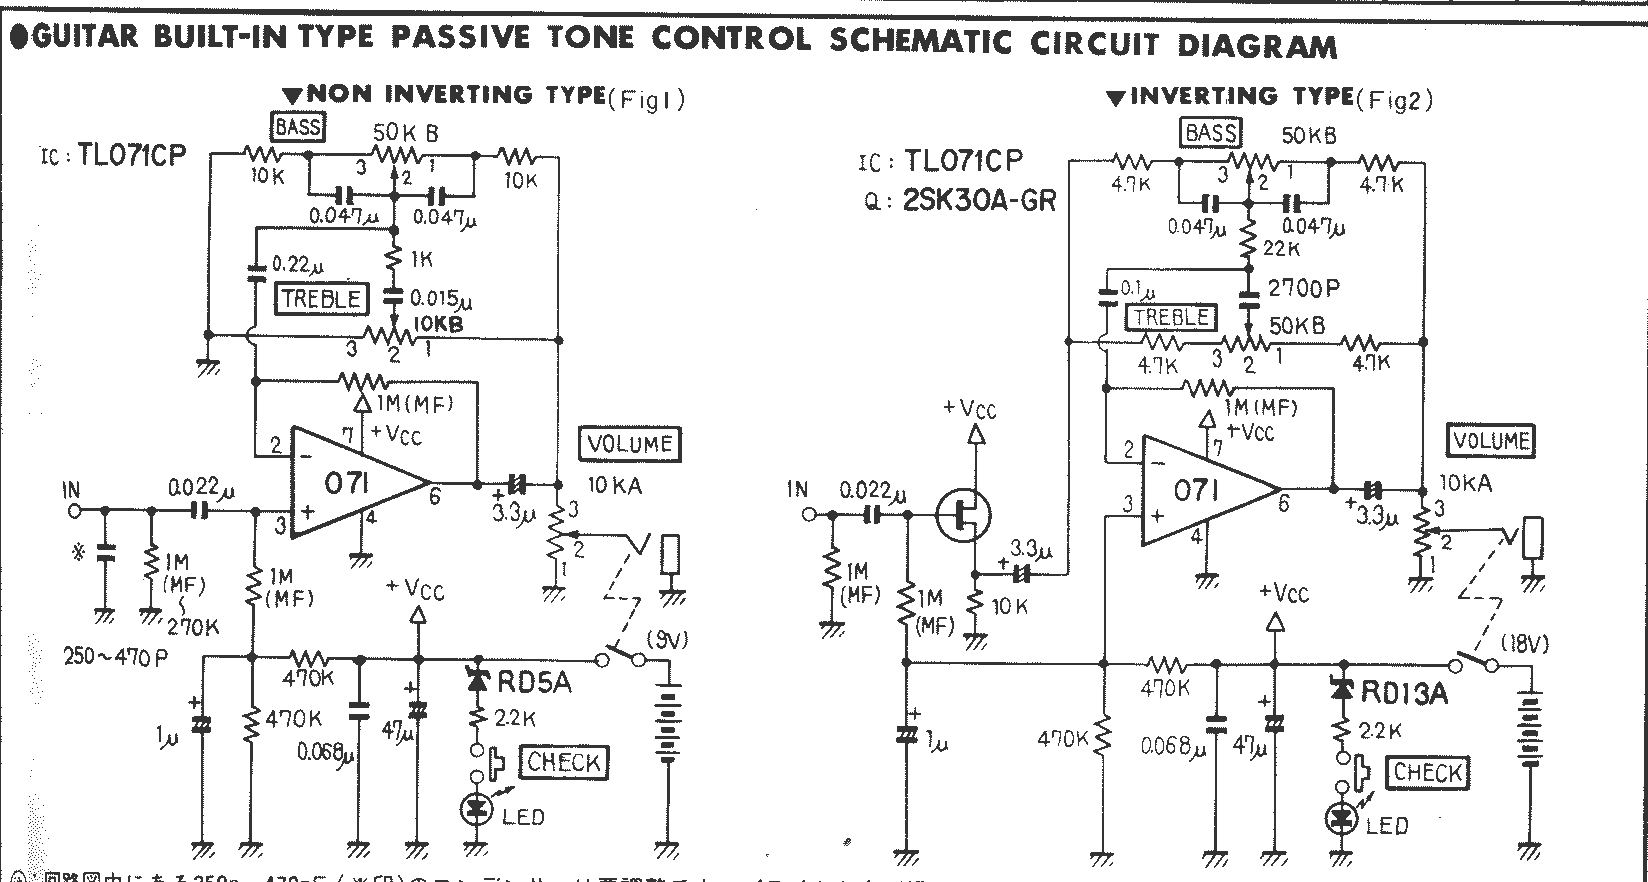 ●GUITAR BUILT-IN TYPE PASSIVE TONE CONTROL SCHEMATIC CIRCUIT DIAGRAM
▼NON INVERTING TYPE(Fig1)
BASS
50K B
IC: TL071CP
10K
3
2
1
10K
0.047μ
0.047μ
0.22μ
1K
TREBLE
0.015μ
10KB
3
2
1
1M(MF)
+VCC
7
2
−
071
6
+
3
4
IN
0.022μ
3.3μ
+
VOLUME
10KA
3
2
1
※
1M
(MF)
270K
1M
(MF)
250~470P
+VCC
(9V)
470K
RD5A
+
1μ
470K
0.068μ
+
47μ
2.2K
CHECK
LED
▼INVERTING TYPE(Fig2)
BASS
50KB
IC: TL071CP
Q: 2SK30A-GR
4.7K
3
2
1
4.7K
0.047μ
0.047μ
22K
0.1μ
2700P
TREBLE
50KB
4.7K
3
2
1
4.7K
1M(MF)
+VCC
7
+VCC
2
−
071
6
3
+
4
IN
0.022μ
+
3.3μ
1M
(MF)
1M
(MF)
10K
+
3.3μ
VOLUME
10KA
3
2
1
+VCC
(18V)
470K
RD13A
+
1μ
470K
0.068μ
+
47μ
2.2K
CHECK
LED